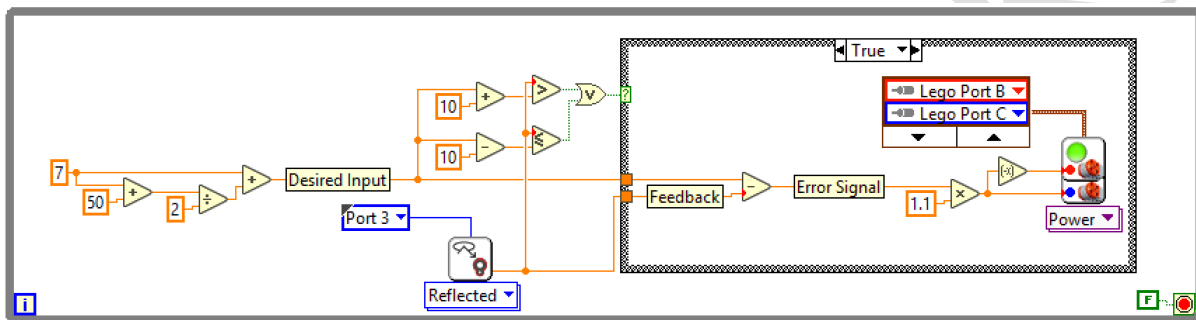 True
Lego Port B
10
+
>
V
?
Lego Port C
10
−
≤
7
+
Desired Input
50
+
2
÷
Feedback
−
Error Signal
1.1
×
(-x)
Port 3
Power
Reflected
i
F